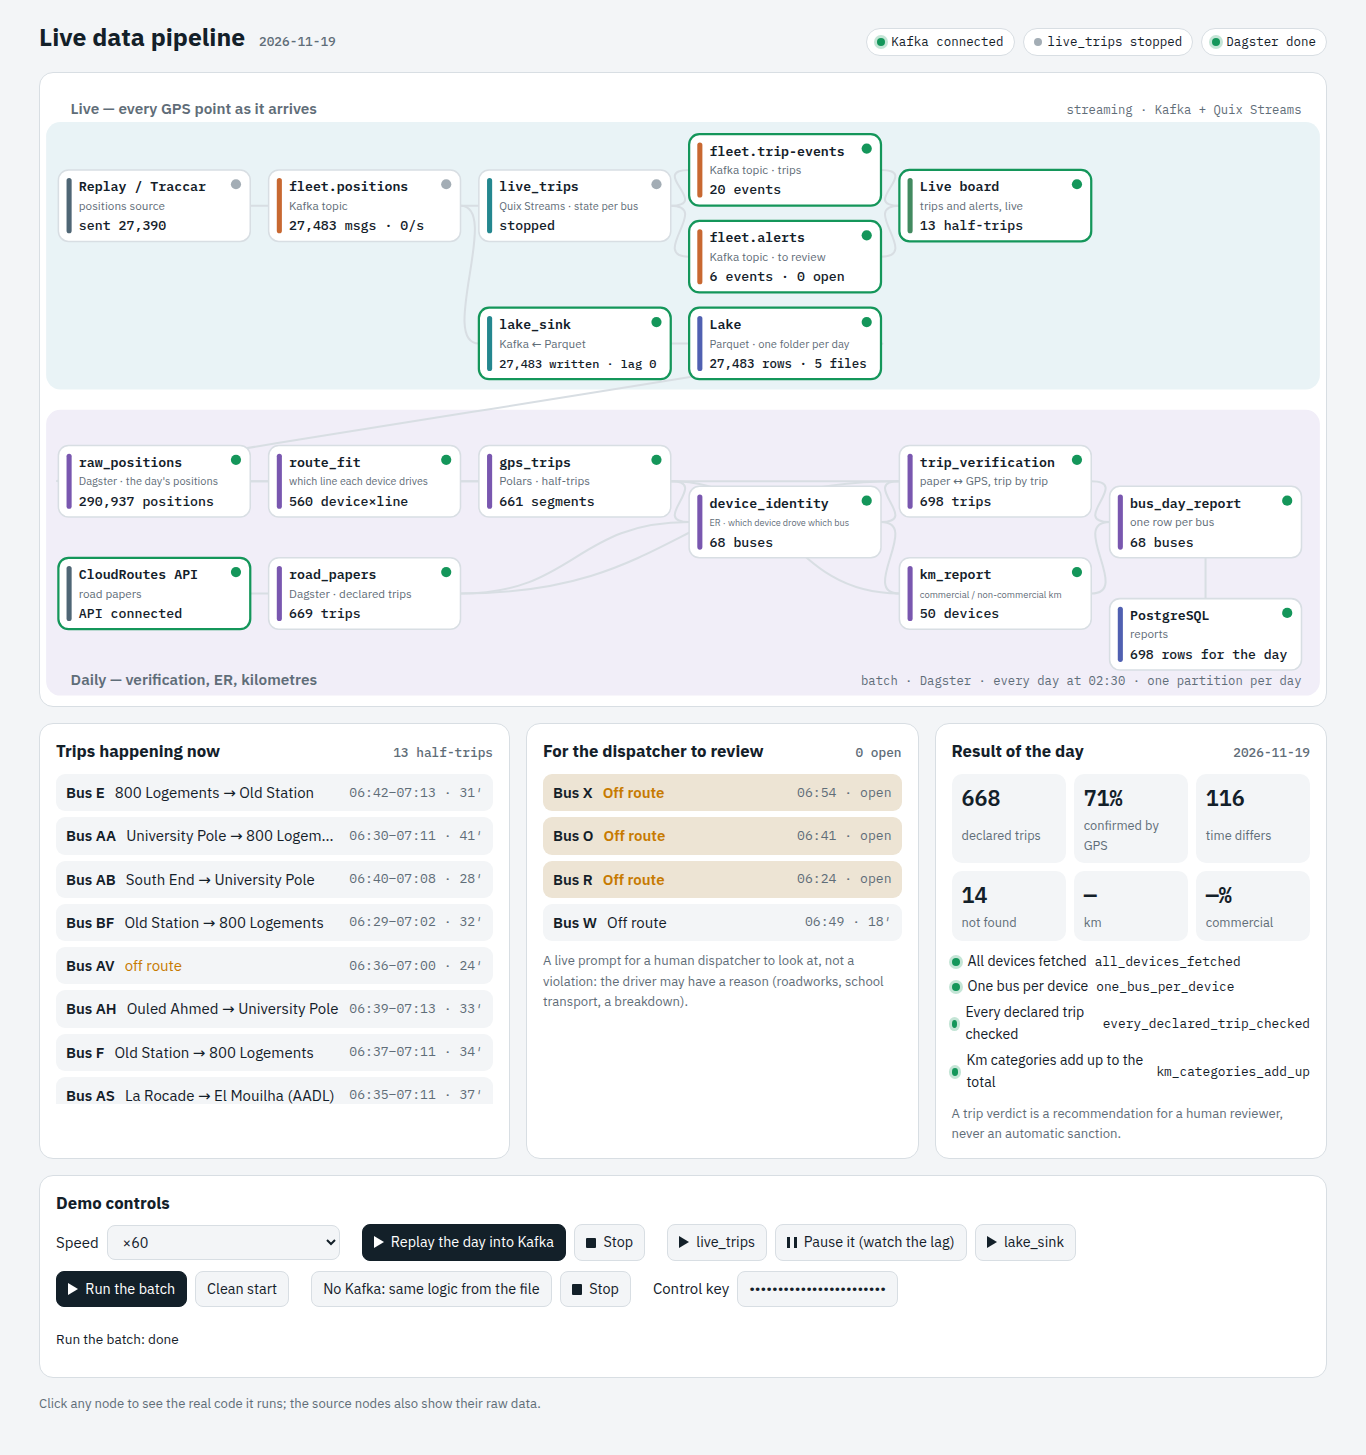 Live data pipeline 2026-11-19
Kafka connected
live_trips stopped
Dagster done
Live — every GPS point as it arrives
streaming · Kafka + Quix Streams
Replay / Traccar
positions source
sent 27,390
fleet.positions
Kafka topic
27,483 msgs · 0/s
live_trips
Quix Streams · state per bus
stopped
fleet.trip-events
Kafka topic · trips
20 events
fleet.alerts
Kafka topic · to review
6 events · 0 open
Live board
trips and alerts, live
13 half-trips
lake_sink
Kafka ← Parquet
27,483 written · lag 0
Lake
Parquet · one folder per day
27,483 rows · 5 files
raw_positions
Dagster · the day's positions
290,937 positions
route_fit
which line each device drives
560 device×line
gps_trips
Polars · half-trips
661 segments
device_identity
ER · which device drove which bus
68 buses
trip_verification
paper ↔ GPS, trip by trip
698 trips
bus_day_report
one row per bus
68 buses
CloudRoutes API
road papers
API connected
road_papers
Dagster · declared trips
669 trips
km_report
commercial / non-commercial km
50 devices
PostgreSQL
reports
698 rows for the day
Daily — verification, ER, kilometres
batch · Dagster · every day at 02:30 · one partition per day
Trips happening now 13 half-trips
Bus E 800 Logements → Old Station 06:42–07:13 · 31′
Bus AA University Pole → 800 Logem... 06:30–07:11 · 41′
Bus AB South End → University Pole 06:40–07:08 · 28′
Bus BF Old Station → 800 Logements 06:29–07:02 · 32′
Bus AV off route 06:36–07:00 · 24′
Bus AH Ouled Ahmed → University Pole 06:39–07:13 · 33′
Bus F Old Station → 800 Logements 06:37–07:11 · 34′
Bus AS La Rocade → El Mouilha (AADL) 06:35–07:11 · 37′
For the dispatcher to review 0 open
Bus X Off route 06:54 · open
Bus O Off route 06:41 · open
Bus R Off route 06:24 · open
Bus W Off route 06:49 · 18′
A live prompt for a human dispatcher to look at, not a
violation: the driver may have a reason (roadworks, school
transport, a breakdown).
Result of the day 2026-11-19
668
declared trips
71%
confirmed by
GPS
116
time differs
14
not found
—
km
—%
commercial
All devices fetched all_devices_fetched
One bus per device one_bus_per_device
Every declared trip
checked
every_declared_trip_checked
Km categories add up to the
total
km_categories_add_up
A trip verdict is a recommendation for a human reviewer,
never an automatic sanction.
Demo controls
Speed ×60 Replay the day into Kafka Stop live_trips Pause it (watch the lag) lake_sink
Run the batch Clean start No Kafka: same logic from the file Stop Control key ••••••••••••••••••••••••
Run the batch: done
Click any node to see the real code it runs; the source nodes also show their raw data.